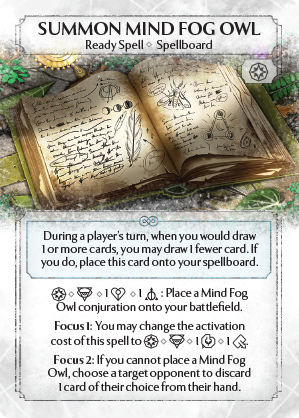 SUMMON MIND FOG OWL
Ready Spell ◇ Spellboard
During a player's turn, when you would draw
1 or more cards, you may draw 1 fewer card. If
you do, place this card onto your spellboard.
◇ ◇ 1 ◇ 1 : Place a Mind Fog
Owl conjuration onto your battlefield.
Focus 1: You may change the activation
cost of this spell to ◇ ◇ 1 ◇ 1 .
Focus 2: If you cannot place a Mind Fog
Owl, choose a target opponent to discard
1 card of their choice from their hand.